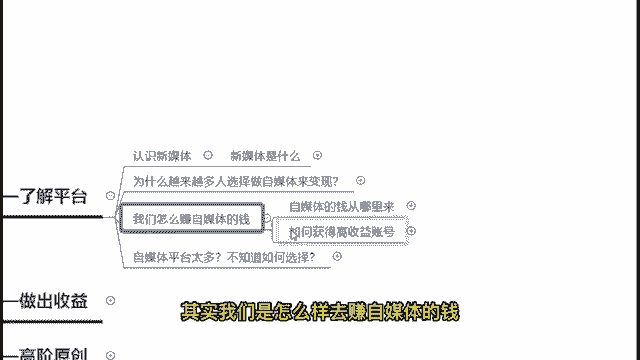 认识新媒体 新媒体是什么
为什么越来越多人选择做自媒体来变现？
了解平台
自媒体的钱从哪里来
我们怎么赚自媒体的钱
如何获得高收益账号
自媒体平台太多？不知道如何选择？
做出收益
其实我们是怎么样去赚自媒体的钱
高阶原创